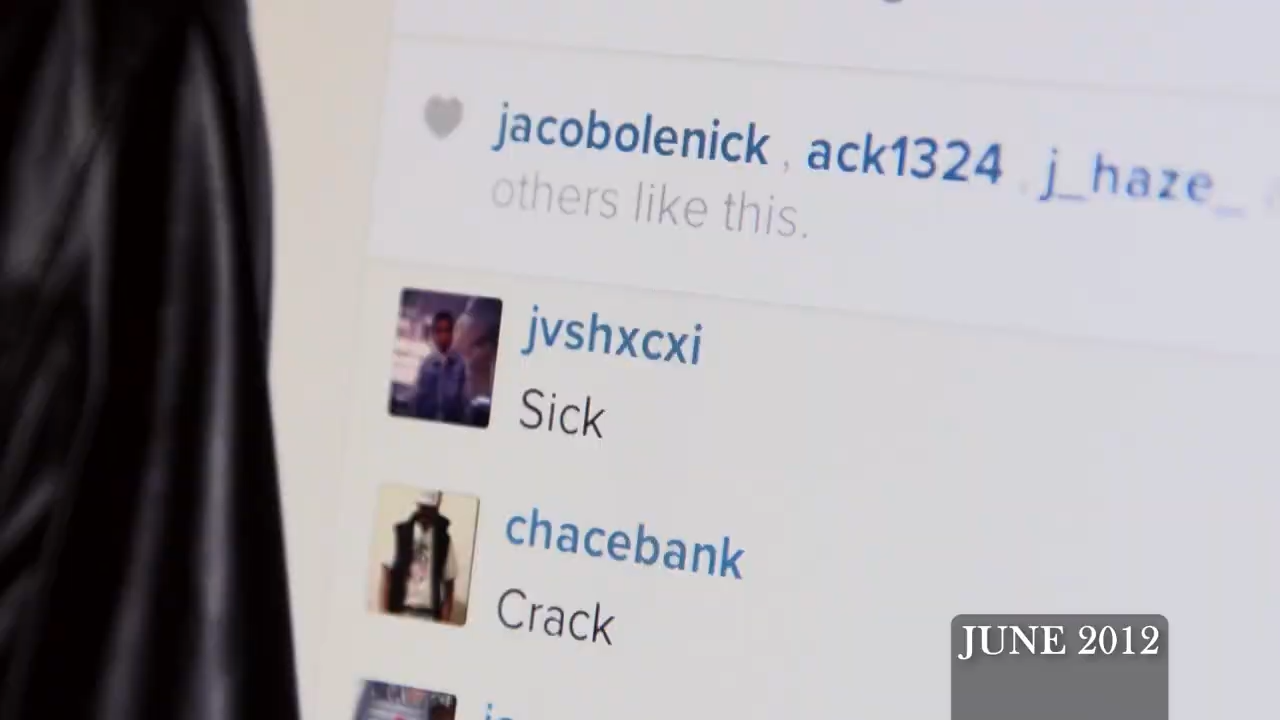 jacobolenick, ack1324, j_haze_
others like this.
jvshxcxi
Sick
chacebank
Crack
JUNE 2012